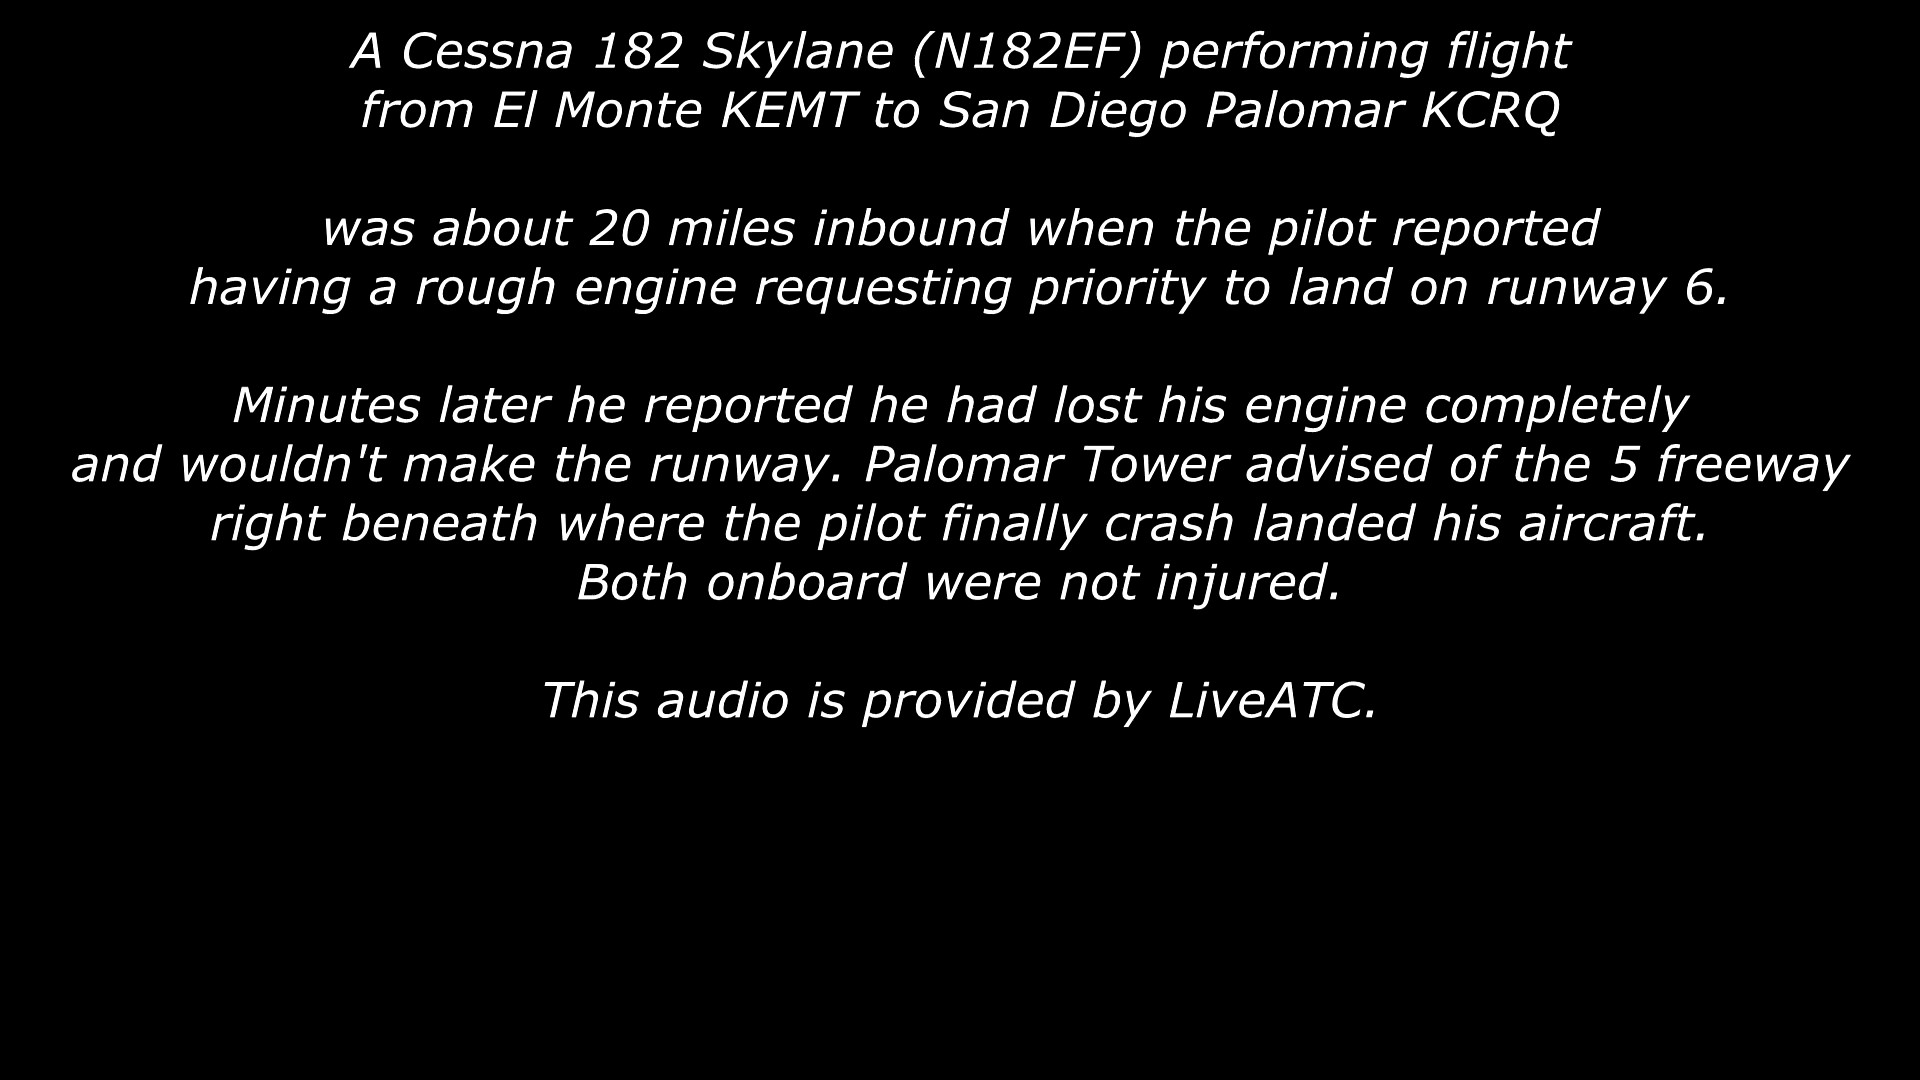 A Cessna 182 Skylane (N182EF) performing flight
from El Monte KEMT to San Diego Palomar KCRQ
was about 20 miles inbound when the pilot reported
having a rough engine requesting priority to land on runway 6.
Minutes later he reported he had lost his engine completely
and wouldn't make the runway. Palomar Tower advised of the 5 freeway
right beneath where the pilot finally crash landed his aircraft.
Both onboard were not injured.
This audio is provided by LiveATC.